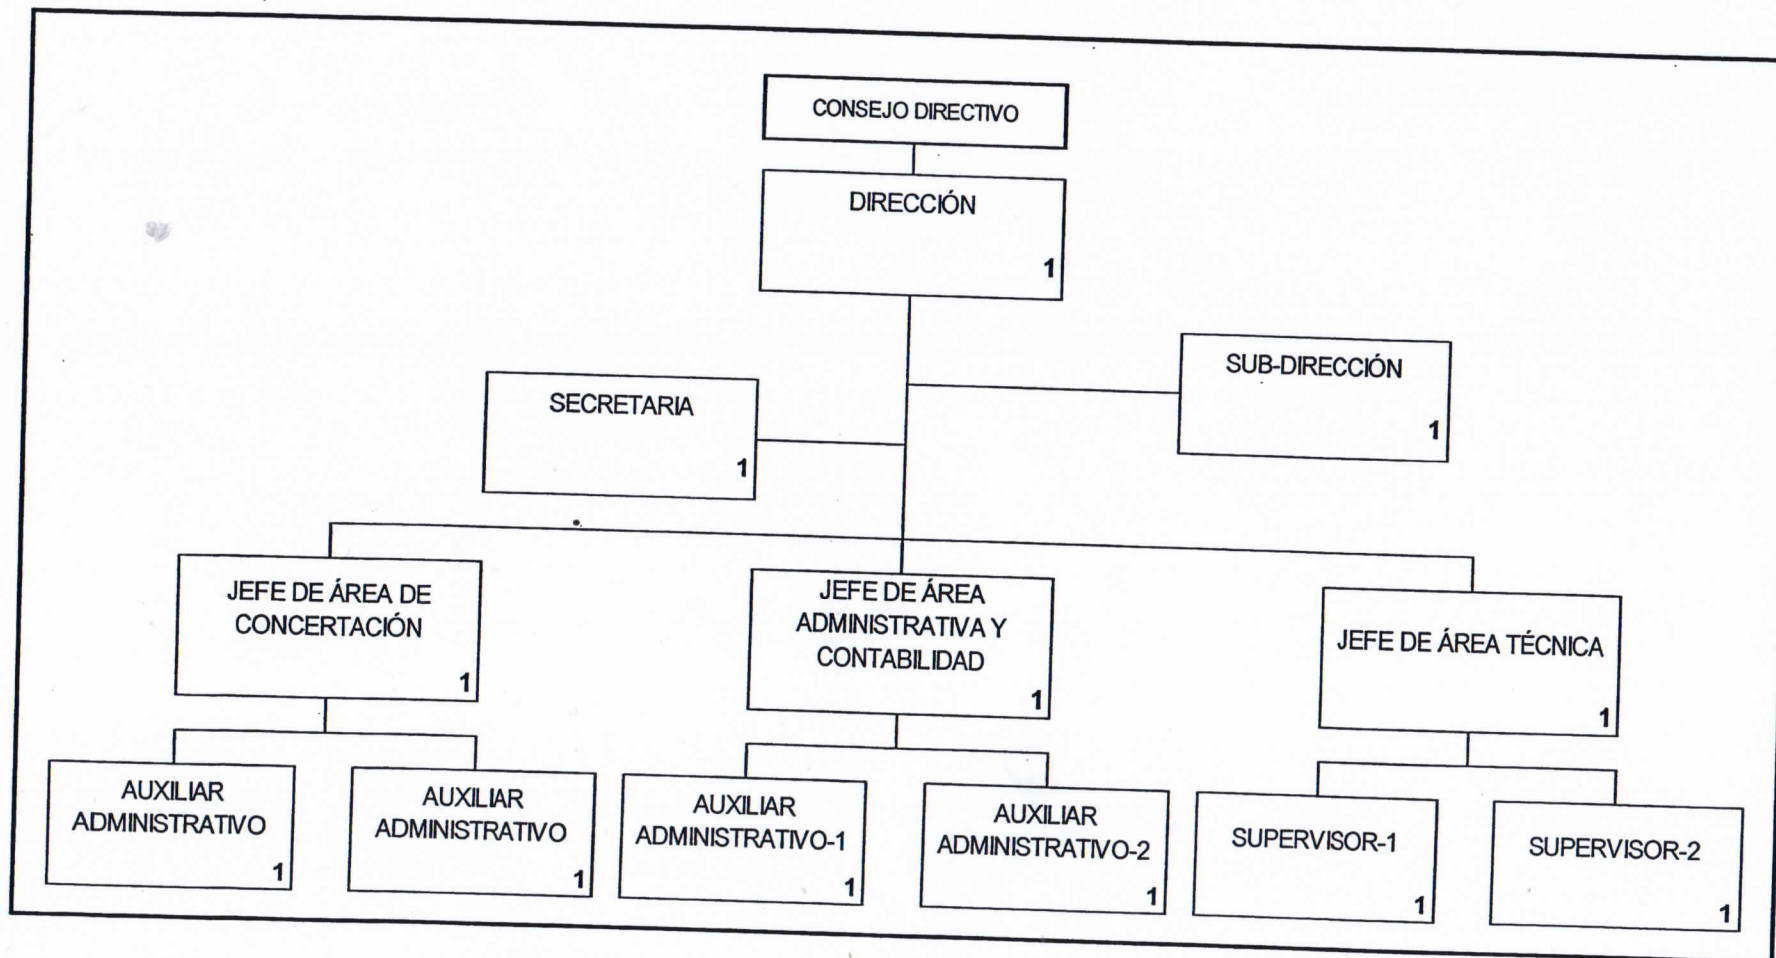 CONSEJO DIRECTIVO
DIRECCIÓN
1
SUB-DIRECCIÓN
1
SECRETARIA
1
JEFE DE ÁREA DE
CONCERTACIÓN
1
JEFE DE ÁREA
ADMINISTRATIVA Y
CONTABILIDAD
1
JEFE DE ÁREA TÉCNICA
1
AUXILIAR
ADMINISTRATIVO
1
AUXILIAR
ADMINISTRATIVO
1
AUXILIAR
ADMINISTRATIVO-1
1
AUXILIAR
ADMINISTRATIVO-2
1
SUPERVISOR-1
1
SUPERVISOR-2
1